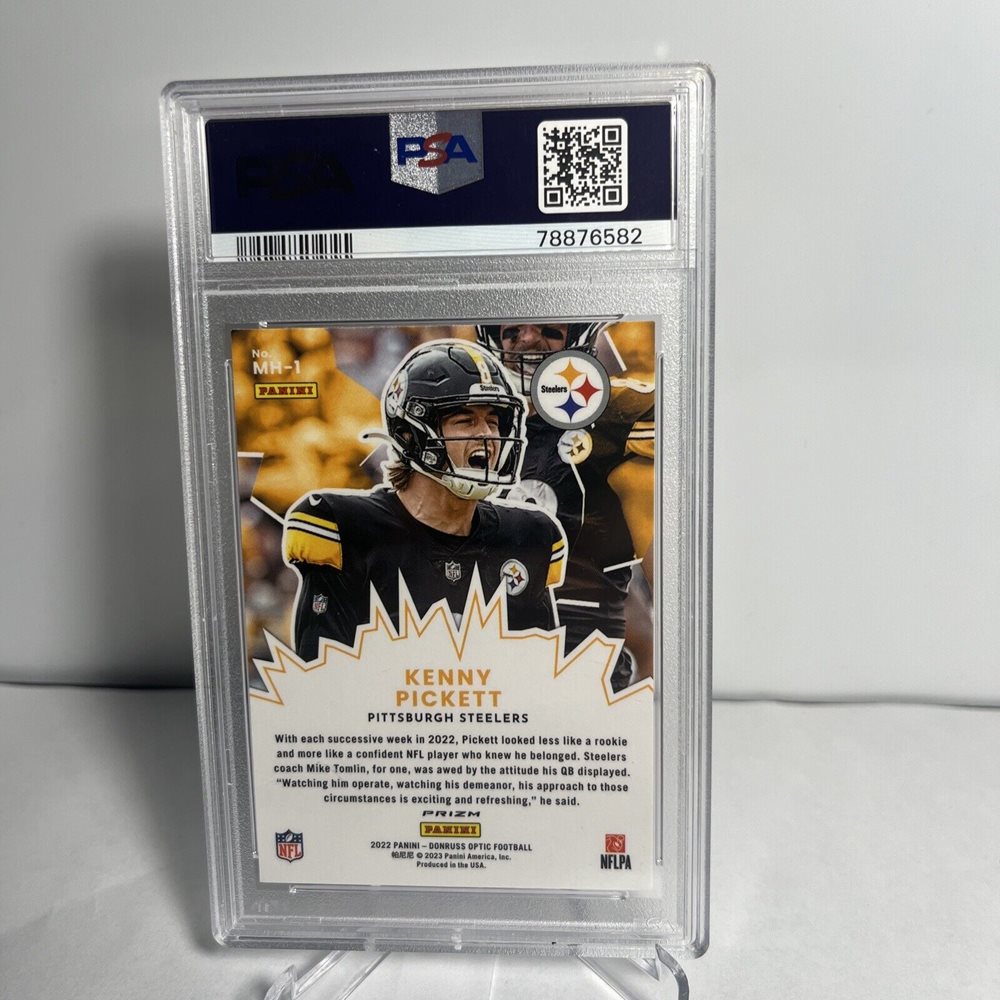 PSA
PSA
78876582
No.
MH-1
PANINI
Steelers
Steelers
NFL
NFL
KENNY
PICKETT
PITTSBURGH STEELERS
With each successive week in 2022, Pickett looked less like a rookie
and more like a confident NFL player who knew he belonged. Steelers
coach Mike Tomlin, for one, was awed by the attitude his QB displayed.
“Watching him operate, watching his demeanor, his approach to those
circumstances is exciting and refreshing,” he said.
PRIZM
PANINI
2022 PANINI – DONRUSS OPTIC FOOTBALL
帕尼尼 © 2023 Panini America, Inc.
Produced in the USA.
NFL
NFLPA